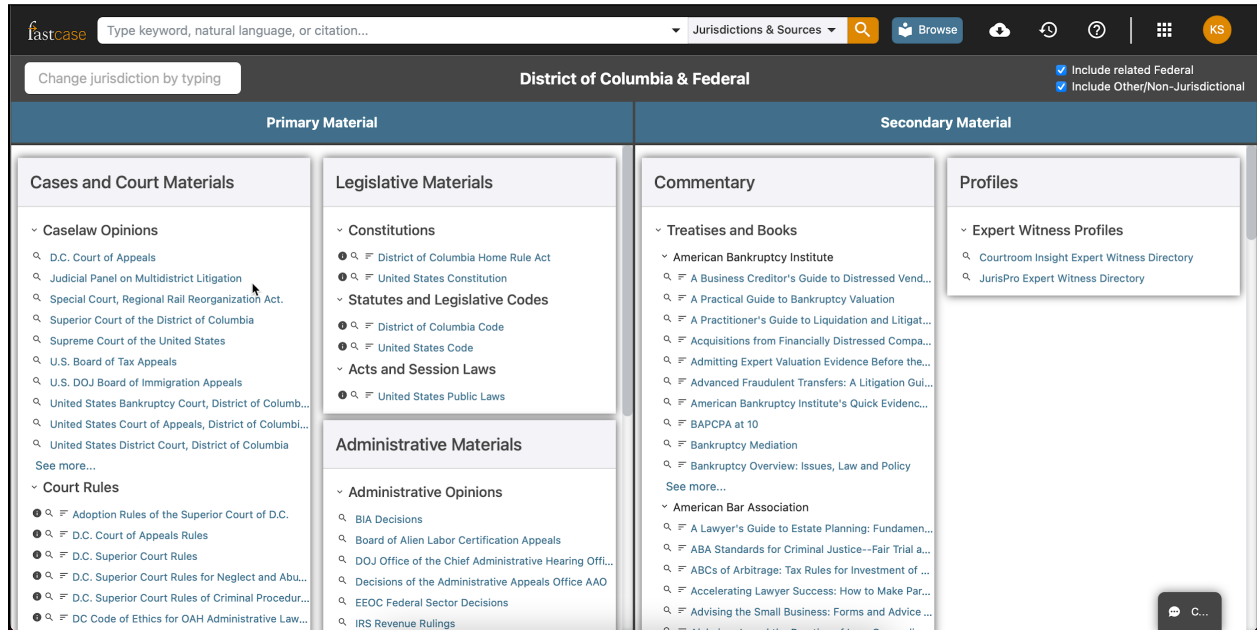 fastcase
Type keyword, natural language, or citation...
Jurisdictions & Sources
Browse
KS
Change jurisdiction by typing
District of Columbia & Federal
Include related Federal
Include Other/Non-Jurisdictional
Primary Material
Secondary Material
Cases and Court Materials
Caselaw Opinions
D.C. Court of Appeals
Judicial Panel on Multidistrict Litigation
Special Court, Regional Rail Reorganization Act.
Superior Court of the District of Columbia
Supreme Court of the United States
U.S. Board of Tax Appeals
U.S. DOJ Board of Immigration Appeals
United States Bankruptcy Court, District of Columb...
United States Court of Appeals, District of Columbi...
United States District Court, District of Columbia
See more...
Court Rules
Adoption Rules of the Superior Court of D.C.
D.C. Court of Appeals Rules
D.C. Superior Court Rules
D.C. Superior Court Rules for Neglect and Abu...
D.C. Superior Court Rules of Criminal Procedur...
DC Code of Ethics for OAH Administrative Law...
Legislative Materials
Constitutions
District of Columbia Home Rule Act
United States Constitution
Statutes and Legislative Codes
District of Columbia Code
United States Code
Acts and Session Laws
United States Public Laws
Administrative Materials
Administrative Opinions
BIA Decisions
Board of Alien Labor Certification Appeals
DOJ Office of the Chief Administrative Hearing Offi...
Decisions of the Administrative Appeals Office AAO
EEOC Federal Sector Decisions
IRS Revenue Rulings
Commentary
Treatises and Books
American Bankruptcy Institute
A Business Creditor's Guide to Distressed Vend...
A Practical Guide to Bankruptcy Valuation
A Practitioner's Guide to Liquidation and Litigat...
Acquisitions from Financially Distressed Compa...
Admitting Expert Valuation Evidence Before the...
Advanced Fraudulent Transfers: A Litigation Gui...
American Bankruptcy Institute's Quick Evidenc...
BAPCPA at 10
Bankruptcy Mediation
Bankruptcy Overview: Issues, Law and Policy
See more...
American Bar Association
A Lawyer's Guide to Estate Planning: Fundamen...
ABA Standards for Criminal Justice--Fair Trial a...
ABCs of Arbitrage: Tax Rules for Investment of ...
Accelerating Lawyer Success: How to Make Par...
Advising the Small Business: Forms and Advice ...
Profiles
Expert Witness Profiles
Courtroom Insight Expert Witness Directory
JurisPro Expert Witness Directory
C...